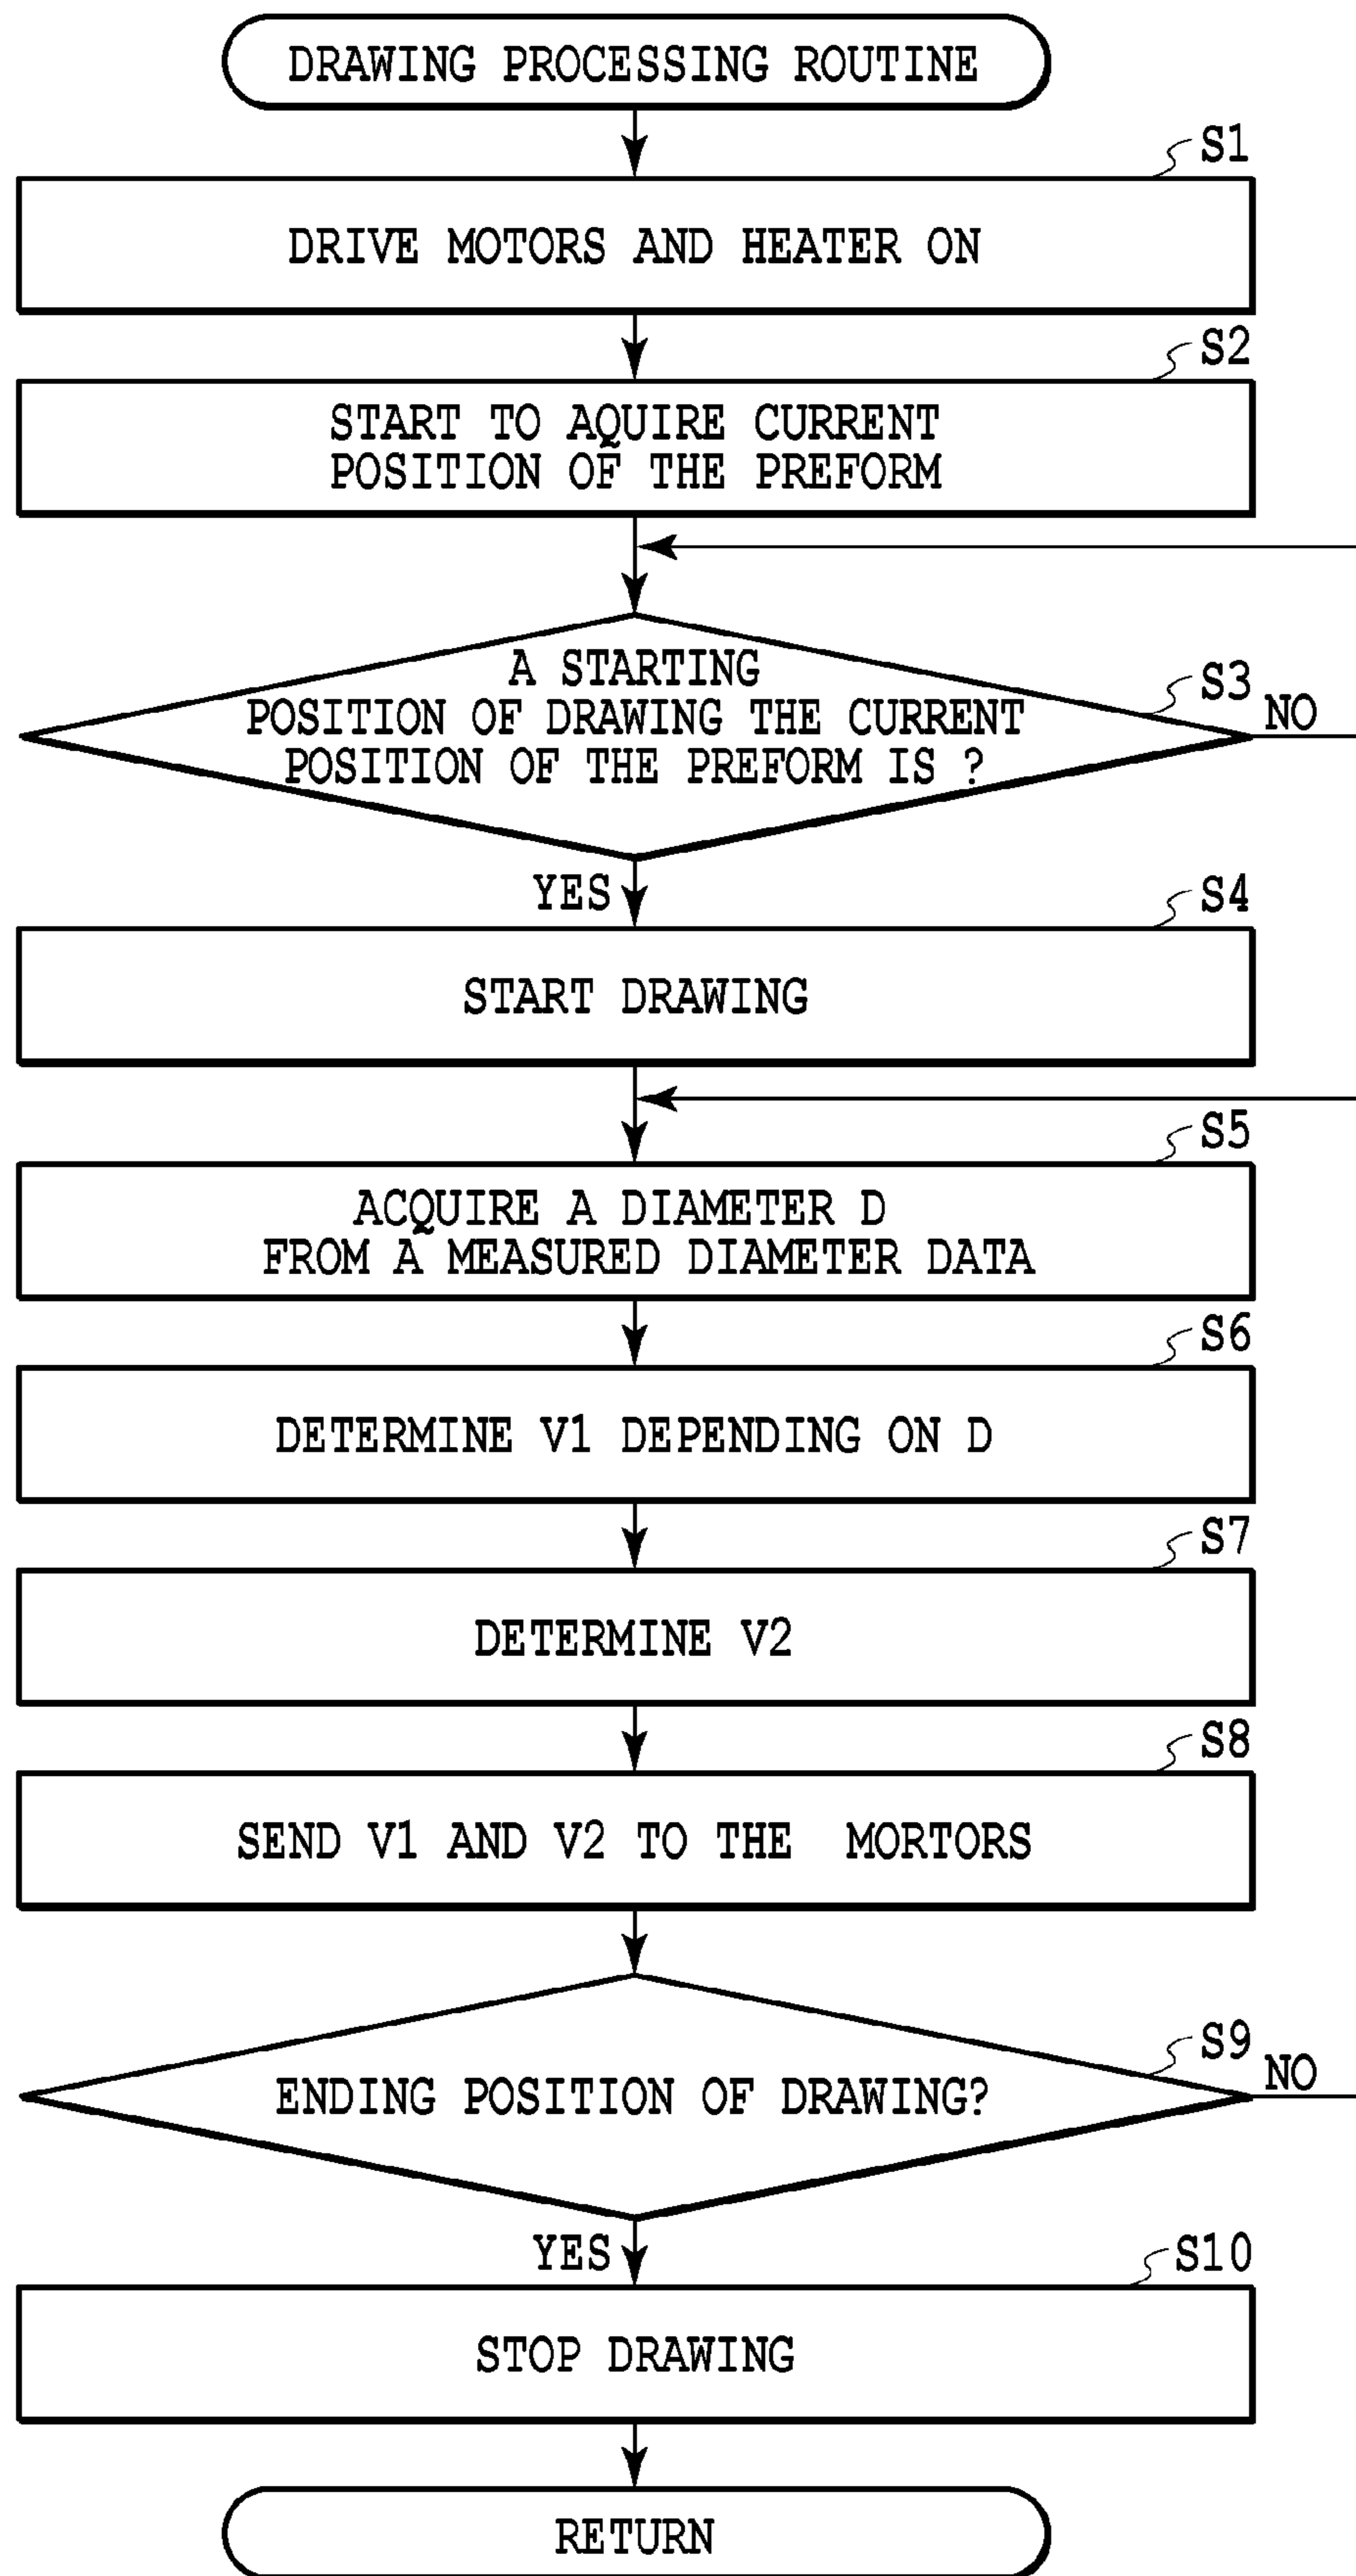 DRAWING PROCESSING ROUTINE
S1
DRIVE MOTORS AND HEATER ON
S2
START TO AQUIRE CURRENT
POSITION OF THE PREFORM
A STARTING
S3
POSITION OF DRAWING THE CURRENT
NO
POSITION OF THE PREFORM IS ?
YES
S4
START DRAWING
S5
ACQUIRE A DIAMETER D
FROM A MEASURED DIAMETER DATA
S6
DETERMINE V1 DEPENDING ON D
S7
DETERMINE V2
S8
SEND V1 AND V2 TO THE  MORTORS
S9
NO
ENDING POSITION OF DRAWING?
YES
S10
STOP DRAWING
RETURN